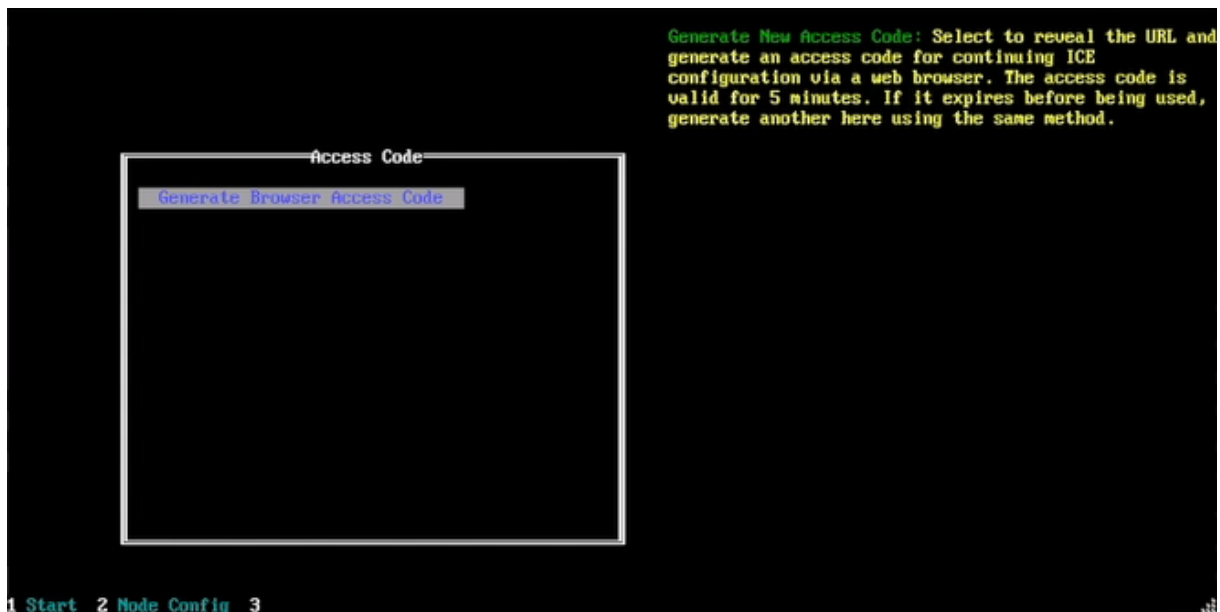 Generate New Access Code: Select to reveal the URL and
generate an access code for continuing ICE
configuration via a web browser. The access code is
valid for 5 minutes. If it expires before being used,
generate another here using the same method.
Access Code
Generate Browser Access Code
1 Start 2 Node Config 3